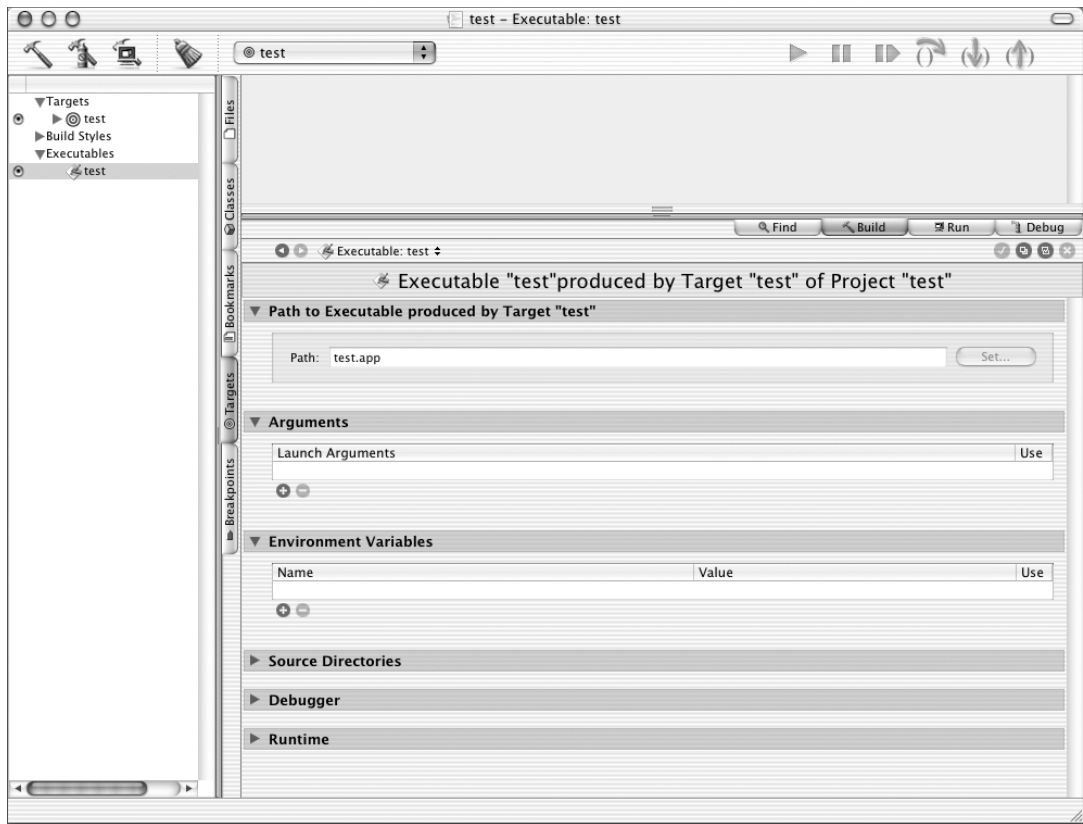 test – Executable: test
test
Targets
test
Build Styles
Executables
test
Files
Classes
Bookmarks
Targets
Breakpoints
Find
Build
Run
Debug
Executable: test
Executable "test"produced by Target "test" of Project "test"
Path to Executable produced by Target "test"
Path: test.app
Set...
Arguments
Launch Arguments Use
Environment Variables
Name Value Use
Source Directories
Debugger
Runtime